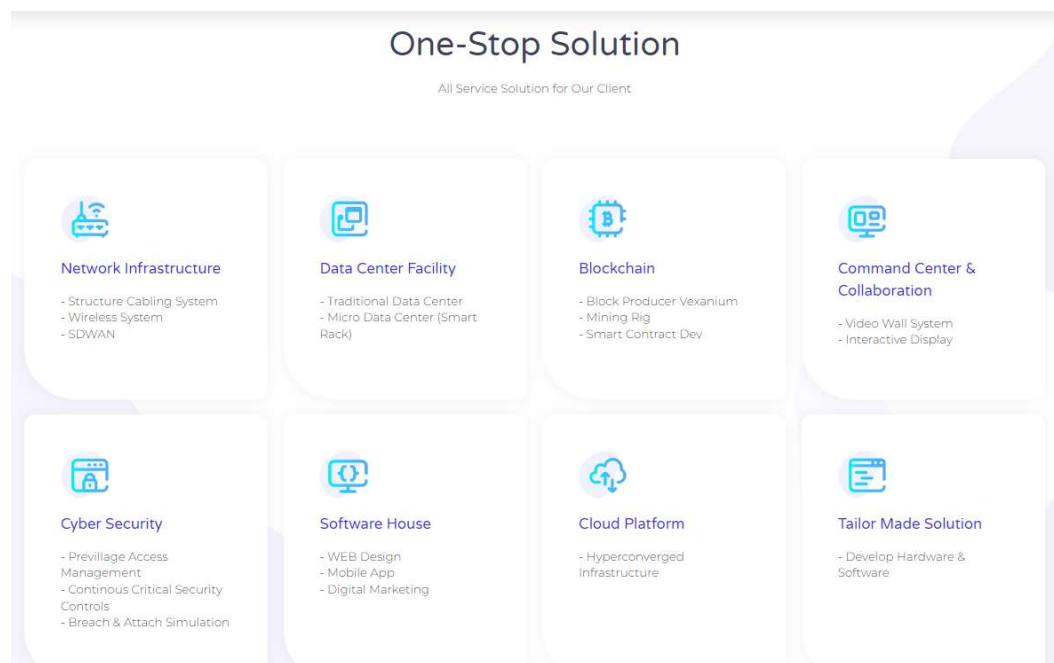 One-Stop Solution
All Service Solution for Our Client
Network Infrastructure
- Structure Cabling System
- Wireless System
- SDWAN
Data Center Facility
- Traditional Data Center
- Micro Data Center (Smart
Rack)
Blockchain
- Block Producer Vexanium
- Mining Rig
- Smart Contract Dev
Command Center &
Collaboration
- Video Wall System
- Interactive Display
Cyber Security
- Previllage Access
Management
- Continous Critical Security
Controls
- Breach & Attach Simulation
Software House
- WEB Design
- Mobile App
- Digital Marketing
Cloud Platform
- Hyperconverged
Infrastructure
Tailor Made Solution
- Develop Hardware &
Software